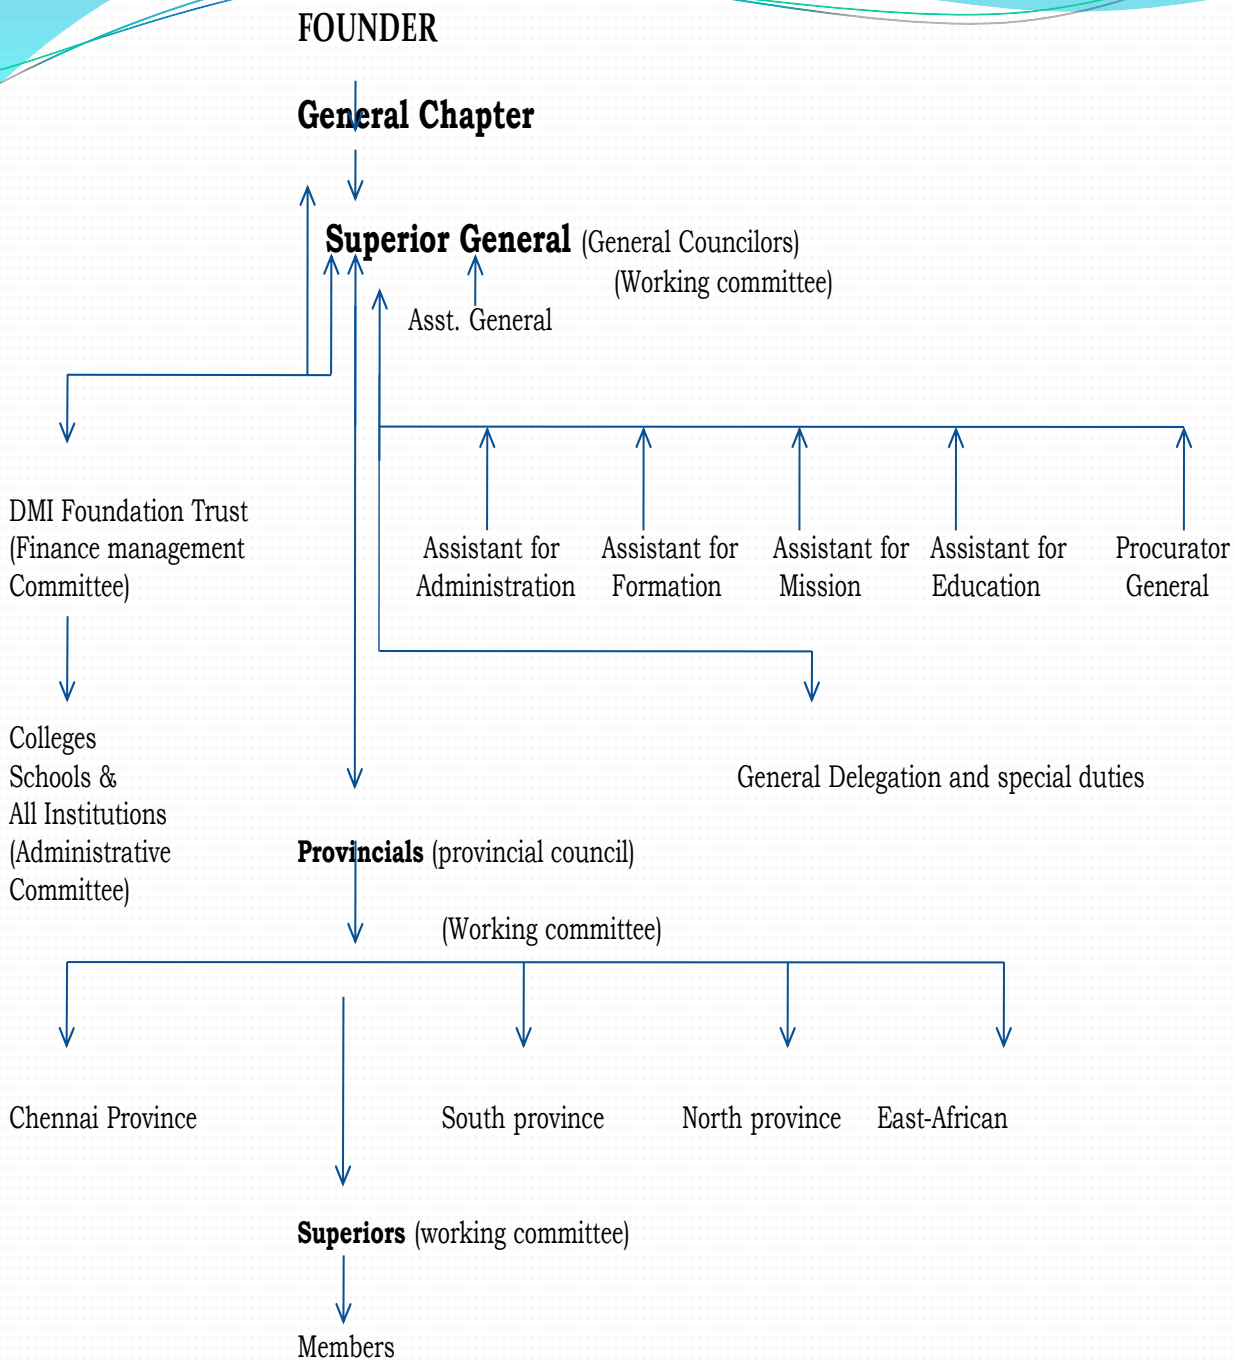 FOUNDER
General Chapter
Superior General (General Councilors)
(Working committee)
Asst. General
DMI Foundation Trust
(Finance management
Committee)
Assistant for
Administration
Assistant for
Formation
Assistant for
Mission
Assistant for
Education
Procurator
General
Colleges
Schools &
All Institutions
(Administrative
Committee)
General Delegation and special duties
Provincials (provincial council)
(Working committee)
Chennai Province
South province
North province
East-African
Superiors (working committee)
Members